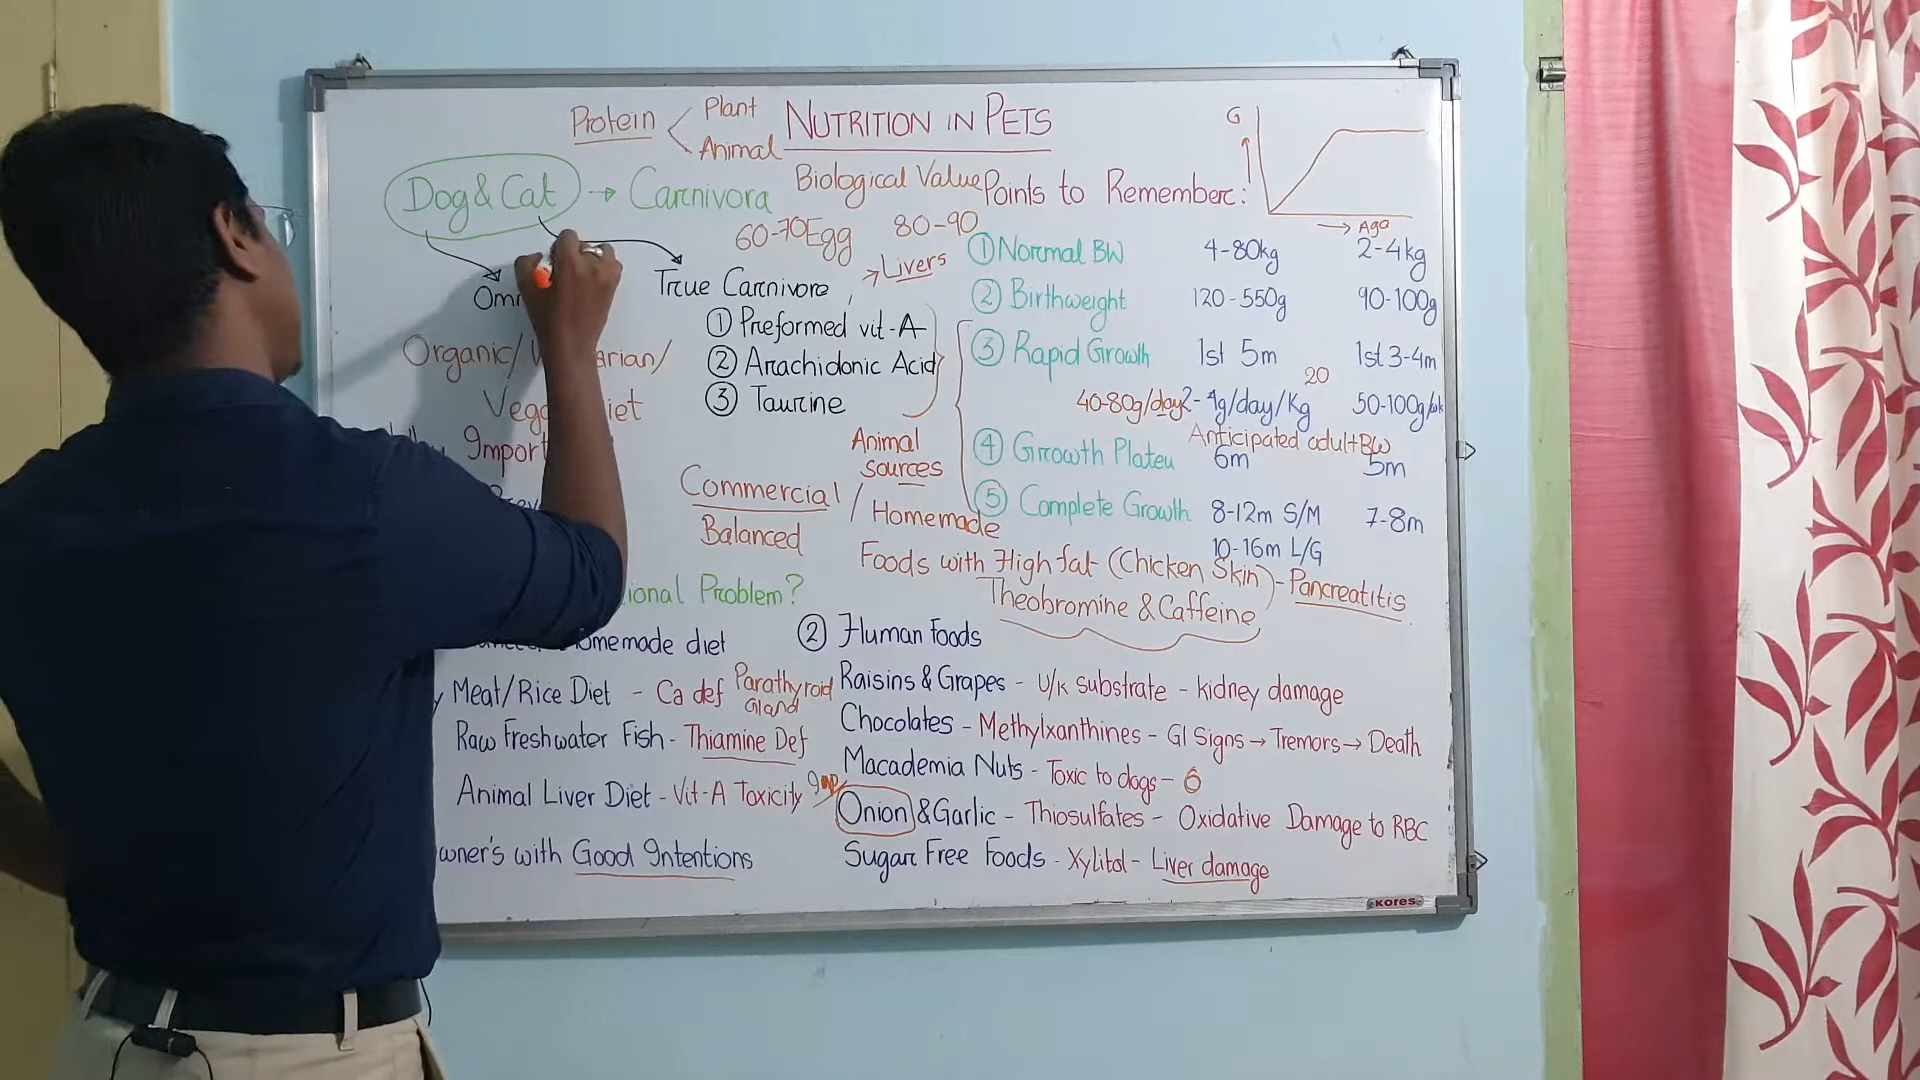 Protein Plant NUTRITION IN PETS
Animal
Dog & Cat → Carnivora Biological Value Points to Remember:
G
→ Age
60-70 Egg 80-90
→ Livers
True Carnivore
① Preformed vit-A
② Arachidonic Acid
③ Taurine
Organic/
diet
Animal
sources
Commercial / Homemade
Balanced
① Normal BW 4-80kg 2-4kg
② Birthweight 120-550g 90-100g
③ Rapid Growth 1st 5m 1st 3-4m
20
40-80g/day 2-4g/day/Kg 50-100g/wk
Anticipated adult BW
④ Growth Plateu 6m 5m
⑤ Complete Growth 8-12m S/M 7-8m
10-16m L/G
Foods with High fat (Chicken Skin) - Pancreatitis
Theobromine & Caffeine
Problem?
diet
Meat/Rice Diet - Ca def Parathyroid
Gland
Raw Freshwater Fish - Thiamine Def
Animal Liver Diet - Vit-A Toxicity
with Good Intentions
② Human Foods
Raisins & Grapes - U/K substrate - kidney damage
Chocolates - Methylxanthines - GI Signs → Tremors → Death
Macademia Nuts - Toxic to dogs - 6
Onion & Garlic - Thiosulfates - Oxidative Damage to RBC
Sugar Free Foods - Xylitol - Liver damage
KORES